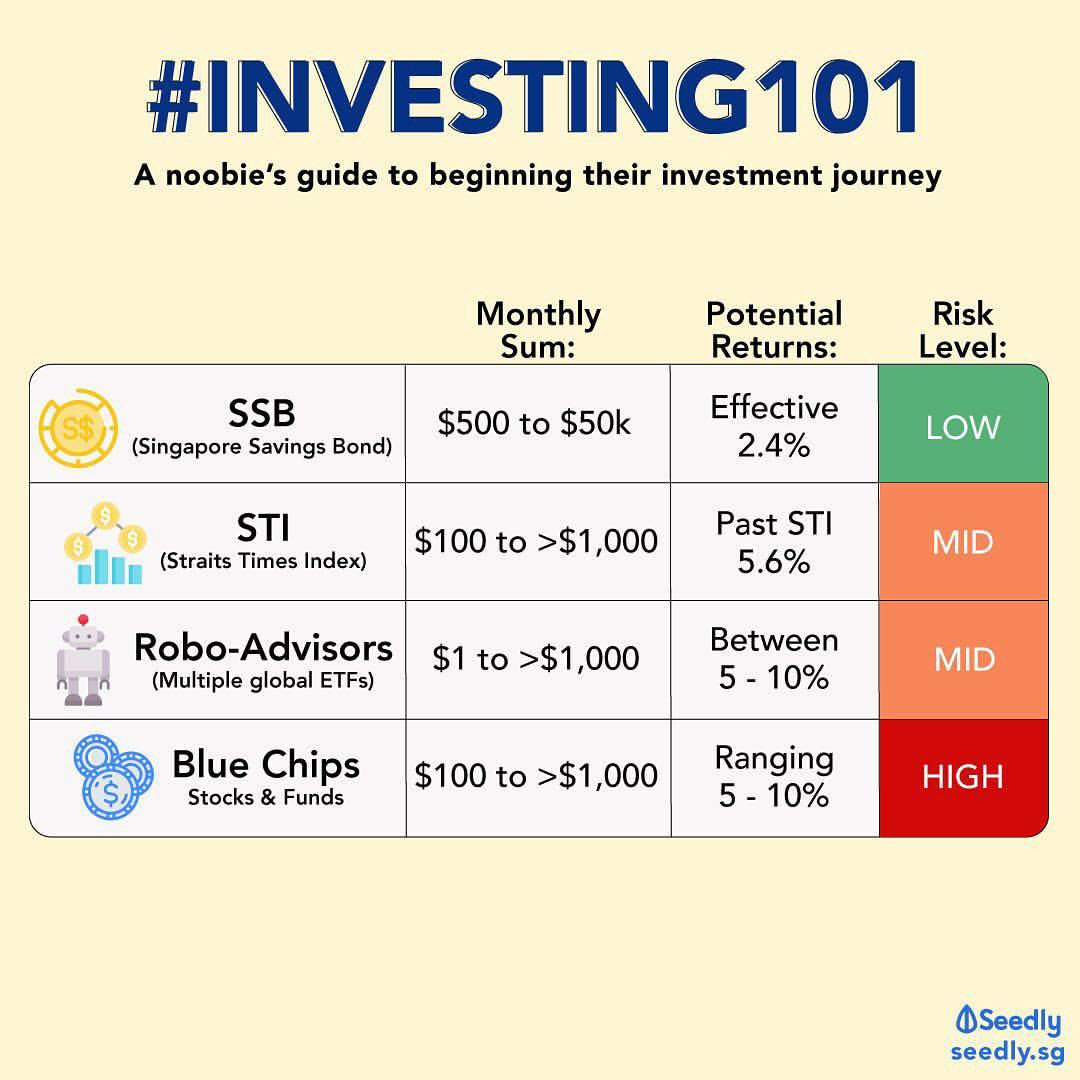 #INVESTING101
A noobie's guide to beginning their investment journey
Monthly
Sum:
Potential
Returns:
Risk
Level:
S$
SSB
(Singapore Savings Bond)
$500 to $50k
Effective
2.4%
LOW
$
$
$
STI
(Straits Times Index)
$100 to >$1,000
Past STI
5.6%
MID
Robo-Advisors
(Multiple global ETFs)
$1 to >$1,000
Between
5 - 10%
MID
$
Blue Chips
Stocks & Funds
$100 to >$1,000
Ranging
5 - 10%
HIGH
Seedly
seedly.sg